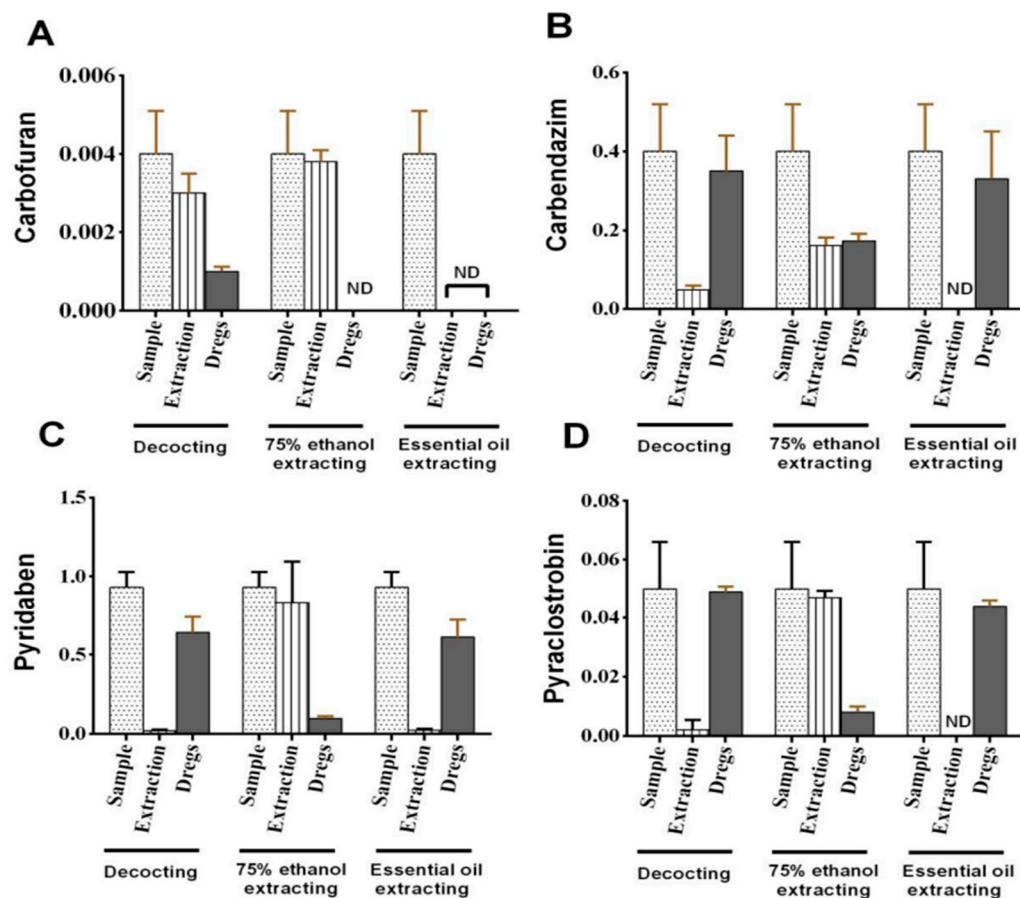 A
Carbofuran
0.006
0.004
0.002
0.000
ND
ND
Sample
Extraction
Dregs
Sample
Extraction
Dregs
Sample
Extraction
Dregs
Decocting
75% ethanol
extracting
Essential oil
extracting
B
Carbendazim
0.6
0.4
0.2
0.0
ND
Sample
Extraction
Dregs
Sample
Extraction
Dregs
Sample
Extraction
Dregs
Decocting
75% ethanol
extracting
Essential oil
extracting
C
Pyridaben
1.5
1.0
0.5
0.0
Sample
Extraction
Dregs
Sample
Extraction
Dregs
Sample
Extraction
Dregs
Decocting
75% ethanol
extracting
Essential oil
extracting
D
Pyraclostrobin
0.08
0.06
0.04
0.02
0.00
ND
Sample
Extraction
Dregs
Sample
Extraction
Dregs
Sample
Extraction
Dregs
Decocting
75% ethanol
extracting
Essential oil
extracting